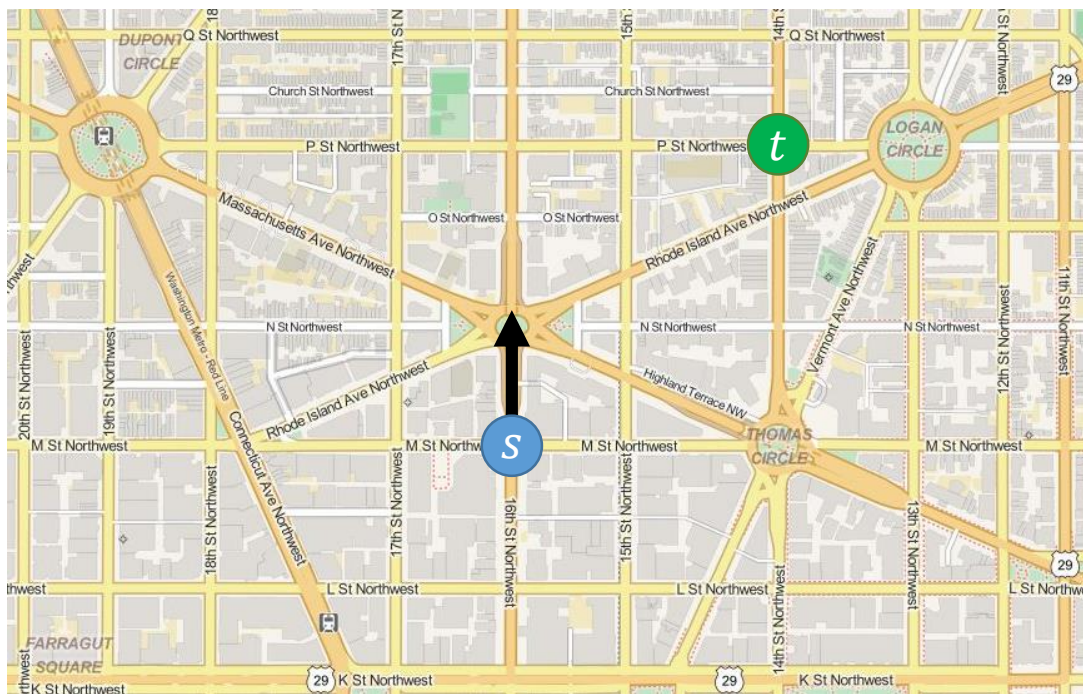 DUPONT
CIRCLE
Q St Northwest
Q St Northwest
17th St Northwest
15th St
14th St
29
Church St Northwest
Church St Northwest
LOGAN
CIRCLE
P St Northwest
P St Northwest
t
O St Northwest
O St Northwest
Massachusetts Ave Northwest
Rhode Island Ave Northwest
N St Northwest
N St Northwest
N St Northwest
Washington Metro - Red Line
Rhode Island Ave Northwest
Highland Terrace NW
Vermont Ave Northwest
11th St Northwest
12th St Northwest
20th St Northwest
19th St Northwest
Connecticut Ave Northwest
M St Northwest
s
M St Northwest
M St Northwest
THOMAS
CIRCLE
18th St Northwest
17th St Northwest
16th St Northwest
15th St Northwest
13th St Northwest
29
L St Northwest
L St Northwest
FARRAGUT
SQUARE
14th St Northwest
29
K St Northwest
29
K St Northwest